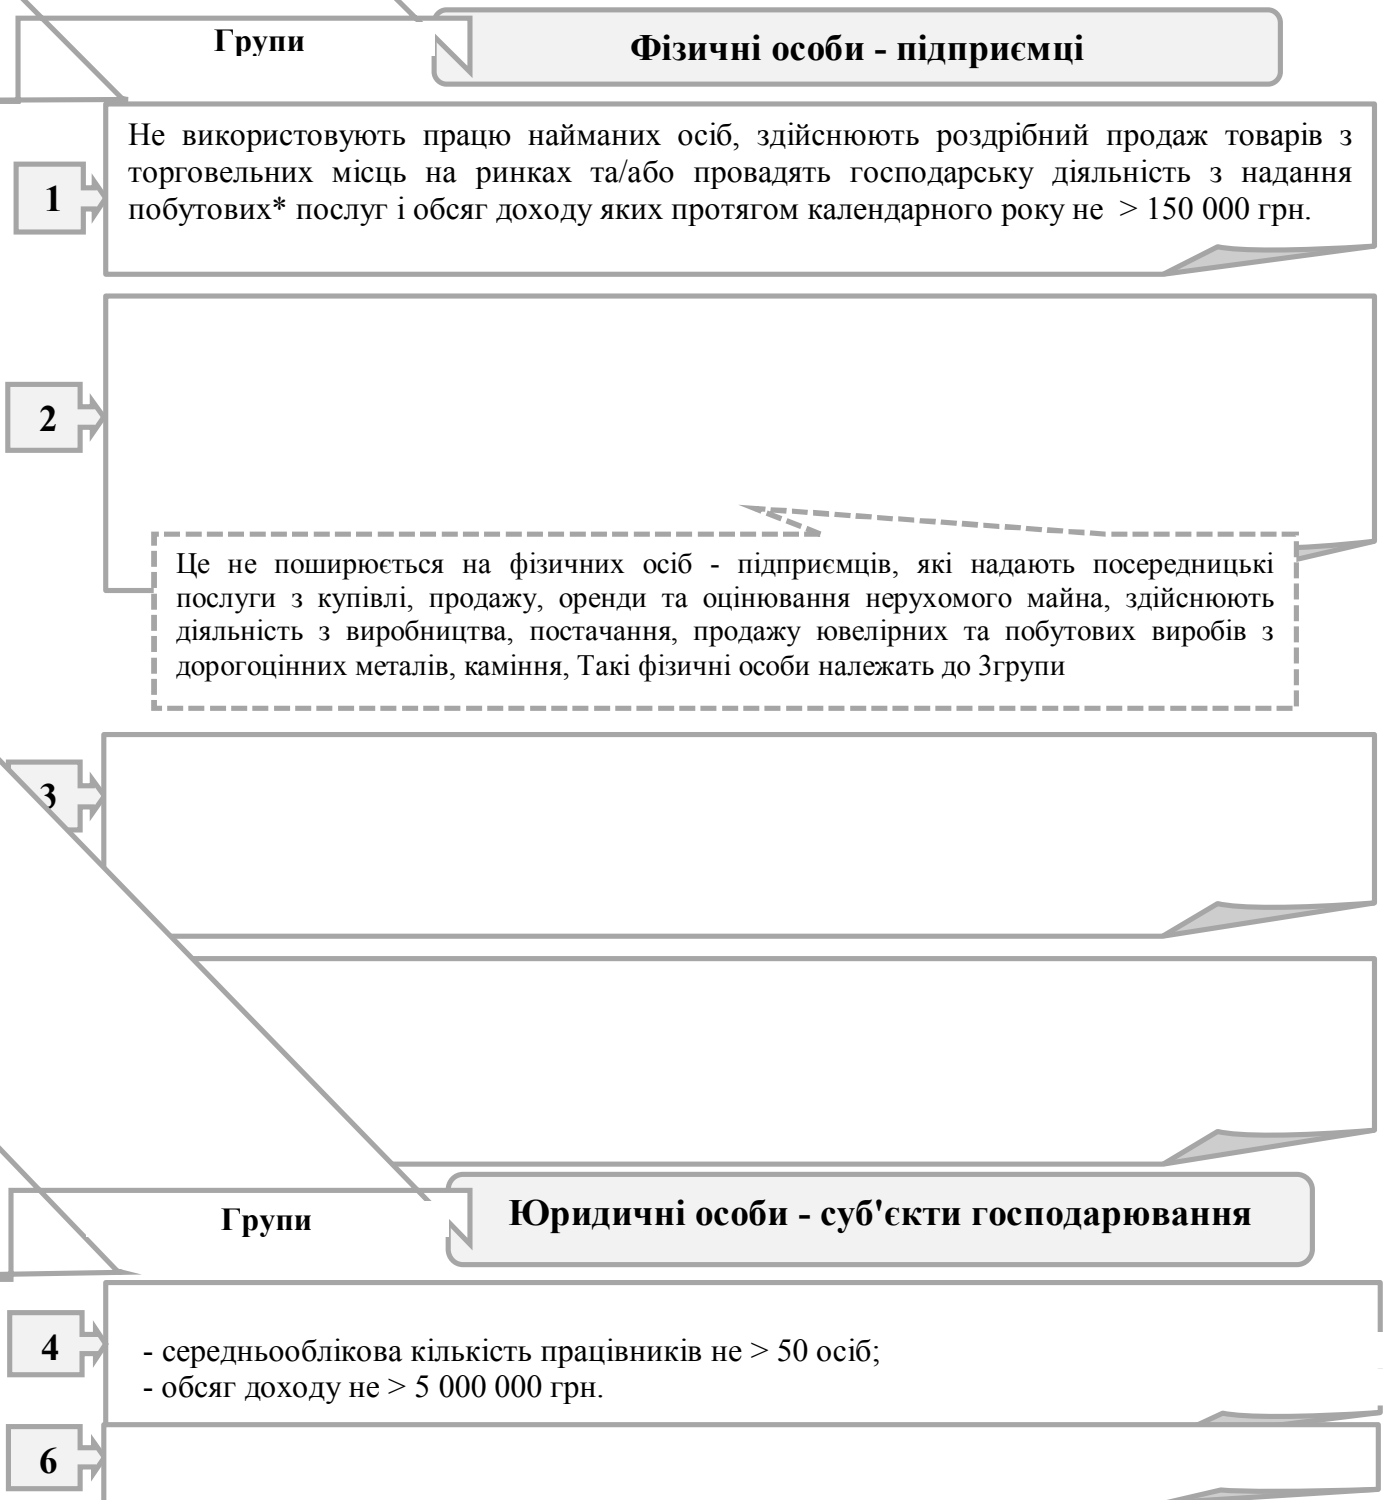 Групи
Фізичні особи - підприємці
Не використовують працю найманих осіб, здійснюють роздрібний продаж товарів з
торговельних місць на ринках та/або провадять господарську діяльність з надання
побутових* послуг і обсяг доходу яких протягом календарного року не > 150 000 грн.
1
2
Це не поширюється на фізичних осіб - підприємців, які надають посередницькі
послуги з купівлі, продажу, оренди та оцінювання нерухомого майна, здійснюють
діяльність з виробництва, постачання, продажу ювелірних та побутових виробів з
дорогоцінних металів, каміння, Такі фізичні особи належать до 3групи
3
Групи
Юридичні особи - суб'єкти господарювання
4
- середньооблікова кількість працівників не > 50 осіб;
- обсяг доходу не > 5 000 000 грн.
6